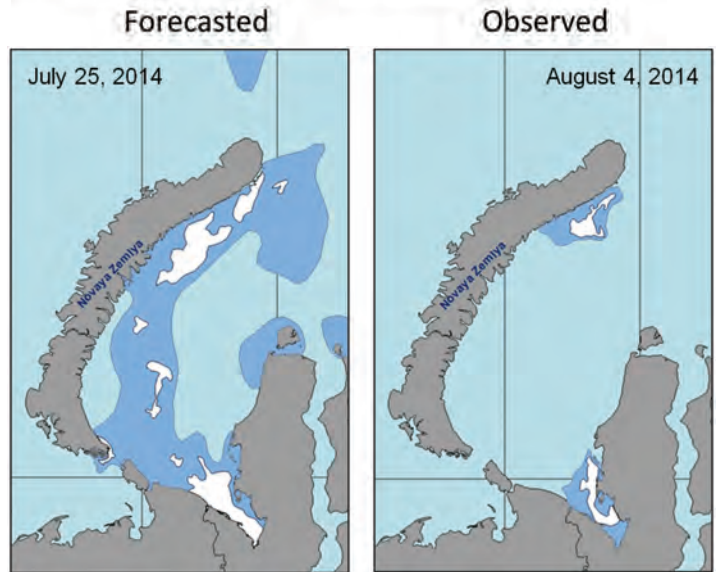 Forecasted
Observed
July 25, 2014
August 4, 2014
Novaya Zemlya
Novaya Zemlya